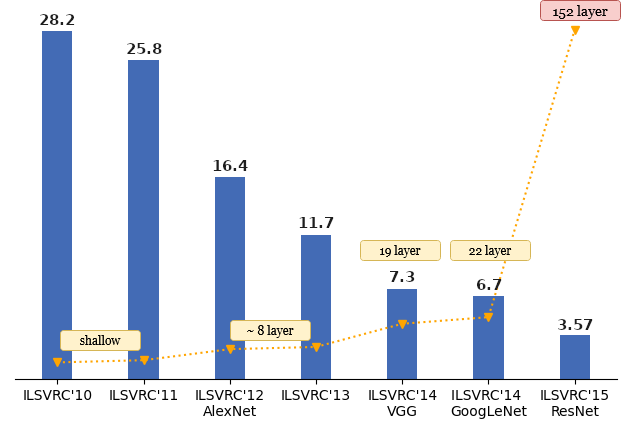 152 layer
28.2
25.8
16.4
11.7
19 layer
22 layer
7.3
6.7
3.57
shallow
~ 8 layer
ILSVRC'10
ILSVRC'11
ILSVRC'12
AlexNet
ILSVRC'13
ILSVRC'14
VGG
ILSVRC'14
GoogLeNet
ILSVRC'15
ResNet